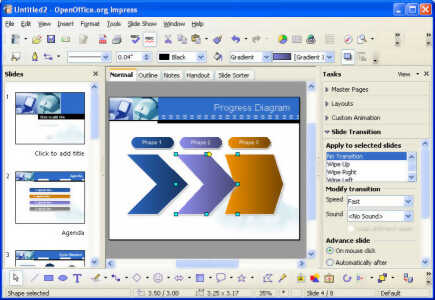 Untitled2 - OpenOffice.org Impress
File Edit View Insert Format Tools Slide Show Window Help
0.04" Black Gradient Gradient 
Slides
Normal Outline Notes Handout Slide Sorter
1
Click to add title
2
Agenda
3
Progress Diagram
Phase 1 Phase 2 Phase 3
Tasks View
Master Pages
Layouts
Custom Animation
Slide Transition
Apply to selected slides
No Transition
Wipe Up
Wipe Right
Wipe Left
Modify transition
Speed Fast
Sound <No Sound>
Advance slide
On mouse click
Automatically after
Shape selected 3.50 / 3.00 3.25 x 3.17 35% Slide 4 / 8 Default